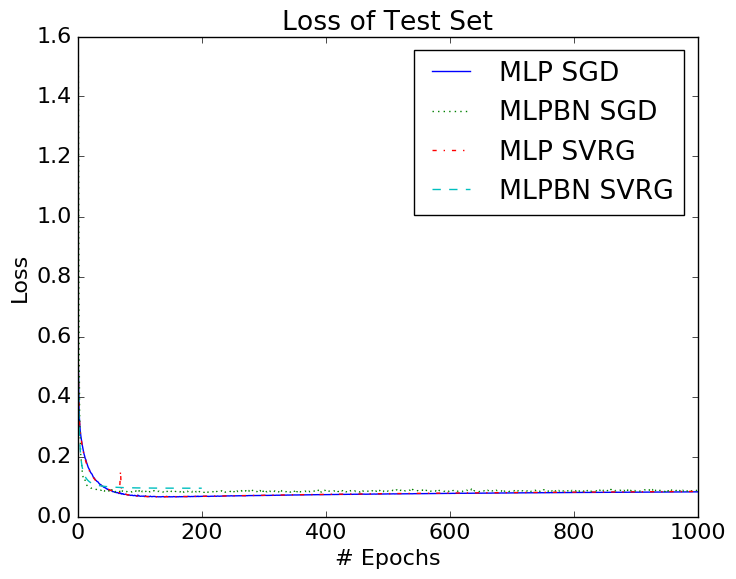 Loss of Test Set
1.6
1.4
1.2
1.0
0.8
0.6
0.4
0.2
0.0
Loss
MLP SGD
MLPBN SGD
MLP SVRG
MLPBN SVRG
0 200 400 600 800 1000
# Epochs